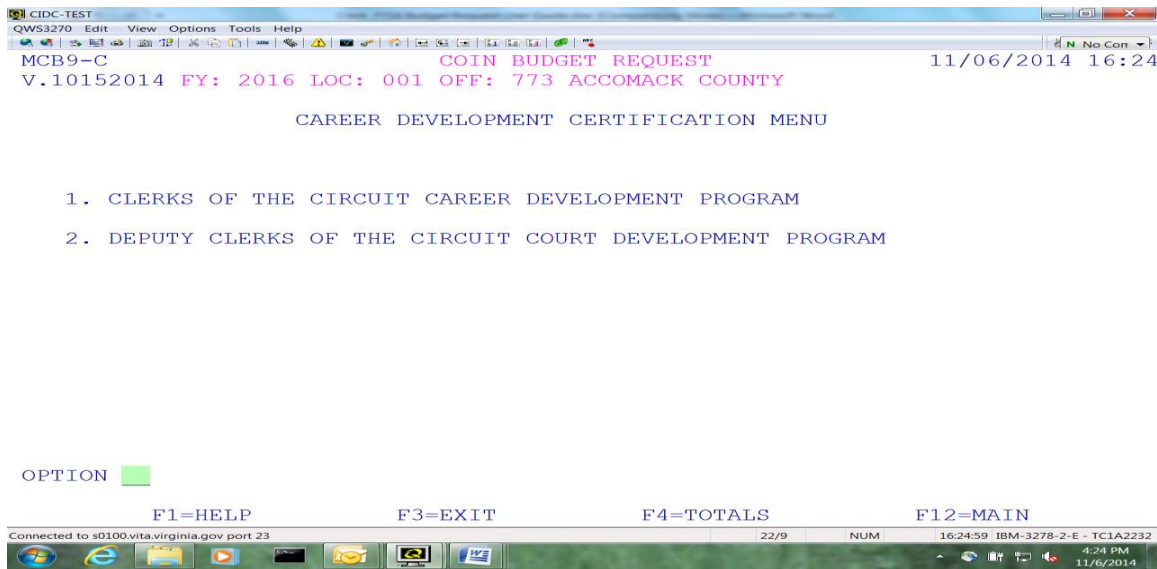 CIDC-TEST
QWS3270 Edit View Options Tools Help
N No Con
MCB9-C COIN BUDGET REQUEST 11/06/2014 16:24
V.10152014 FY: 2016 LOC: 001 OFF: 773 ACCOMACK COUNTY
CAREER DEVELOPMENT CERTIFICATION MENU
1. CLERKS OF THE CIRCUIT CAREER DEVELOPMENT PROGRAM
2. DEPUTY CLERKS OF THE CIRCUIT COURT DEVELOPMENT PROGRAM
OPTION
F1=HELP F3=EXIT F4=TOTALS F12=MAIN
Connected to s0100.vita.virginia.gov port 23 22/9 NUM 16:24:59 IBM-3278-2-E - TC1A2232
4:24 PM
11/6/2014